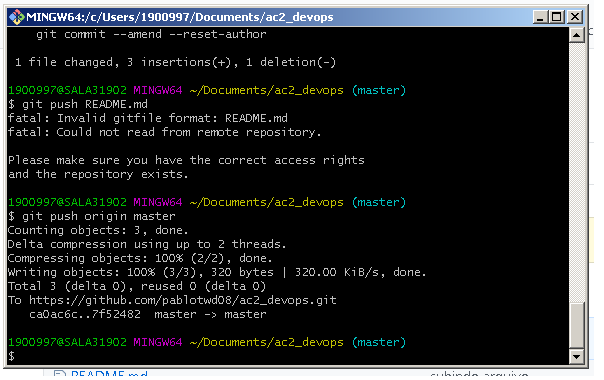 MINGW64:/c/Users/1900997/Documents/ac2_devops
git commit --amend --reset-author
1 file changed, 3 insertions(+), 1 deletion(-)
1900997@SALA31902 MINGW64 ~/Documents/ac2_devops (master)
$ git push README.md
fatal: Invalid gitfile format: README.md
fatal: Could not read from remote repository.
Please make sure you have the correct access rights
and the repository exists.
1900997@SALA31902 MINGW64 ~/Documents/ac2_devops (master)
$ git push origin master
Counting objects: 3, done.
Delta compression using up to 2 threads.
Compressing objects: 100% (2/2), done.
Writing objects: 100% (3/3), 320 bytes | 320.00 KiB/s, done.
Total 3 (delta 0), reused 0 (delta 0)
To https://github.com/pablotwd08/ac2_devops.git
ca0ac6c..7f52482  master -> master
1900997@SALA31902 MINGW64 ~/Documents/ac2_devops (master)
$
README.md subindo arquivo